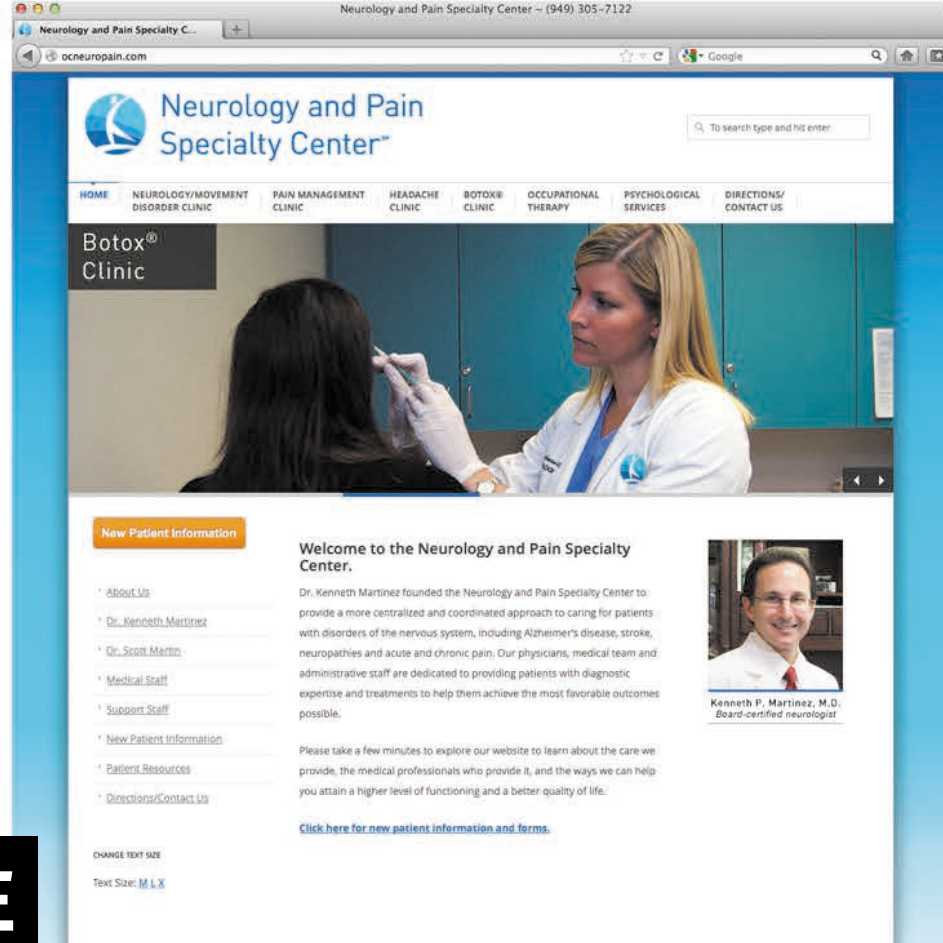 Neurology and Pain Specialty Center – (949) 305-7122
Neurology and Pain Specialty C...
ocneuropain.com
Google
Neurology and Pain
Specialty Center℠
To search type and hit enter
HOME
NEUROLOGY/MOVEMENT
DISORDER CLINIC
PAIN MANAGEMENT
CLINIC
HEADACHE
CLINIC
BOTOX®
CLINIC
OCCUPATIONAL
THERAPY
PSYCHOLOGICAL
SERVICES
DIRECTIONS/
CONTACT US
Botox®
Clinic
New Patient Information
About Us
Dr. Kenneth Martinez
Dr. Scott Martin
Medical Staff
Support Staff
New Patient Information
Patient Resources
Directions/Contact Us
CHANGE TEXT SIZE
Text Size: M L X
Welcome to the Neurology and Pain Specialty
Center.
Dr. Kenneth Martinez founded the Neurology and Pain Specialty Center to
provide a more centralized and coordinated approach to caring for patients
with disorders of the nervous system, including Alzheimer's disease, stroke,
neuropathies and acute and chronic pain. Our physicians, medical team and
administrative staff are dedicated to providing patients with diagnostic
expertise and treatments to help them achieve the most favorable outcomes
possible.
Please take a few minutes to explore our website to learn about the care we
provide, the medical professionals who provide it, and the ways we can help
you attain a higher level of functioning and a better quality of life.
Click here for new patient information and forms.
Kenneth P. Martinez, M.D.
Board-certified neurologist
E